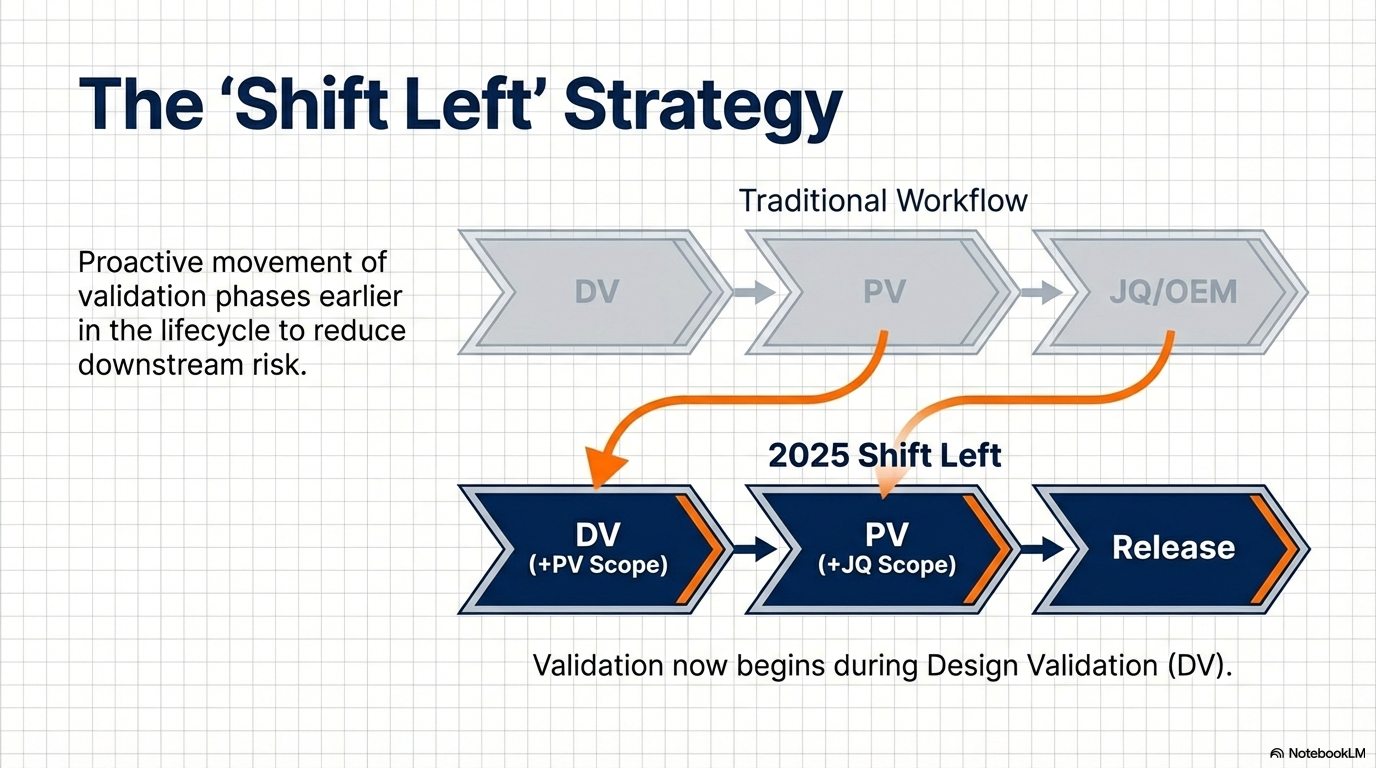 The ‘Shift Left’ Strategy
Traditional Workflow
Proactive movement of
validation phases earlier
in the lifecycle to reduce
downstream risk.
DV
PV
JQ/OEM
2025 Shift Left
DV
(+PV Scope)
PV
(+JQ Scope)
Release
Validation now begins during Design Validation (DV).
NotebookLM